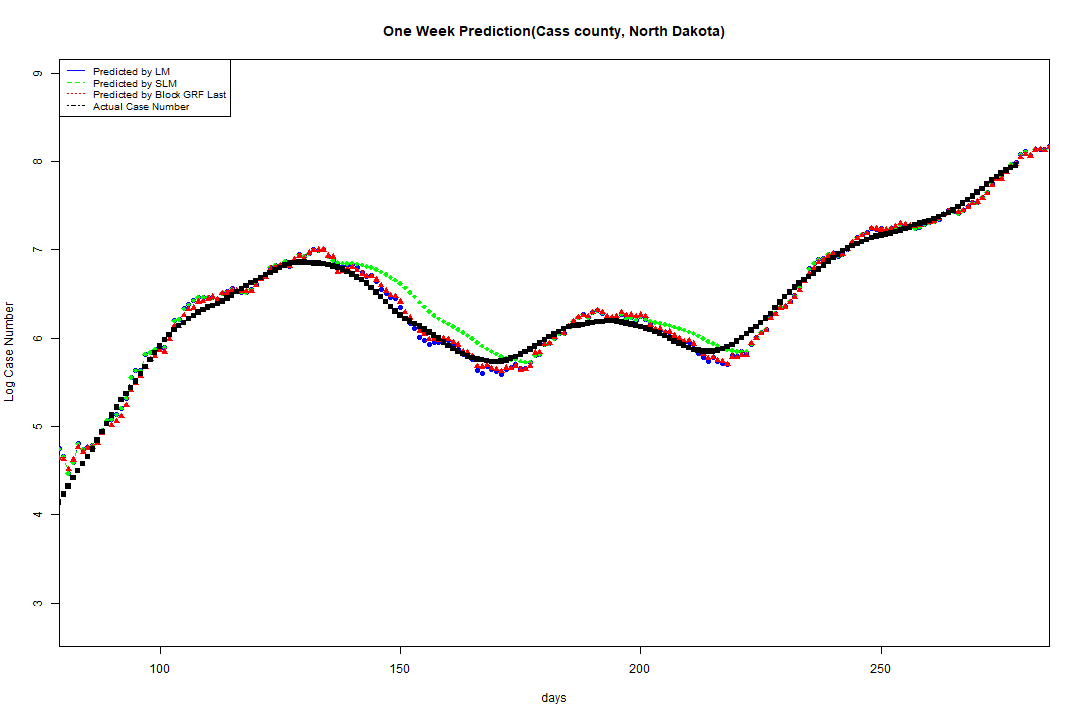 One Week Prediction(Cass county, North Dakota)
Predicted by LM
Predicted by SLM
Predicted by Block GRF Last
Actual Case Number
9
8
7
6
5
4
3
Log Case Number
100 150 200 250
days